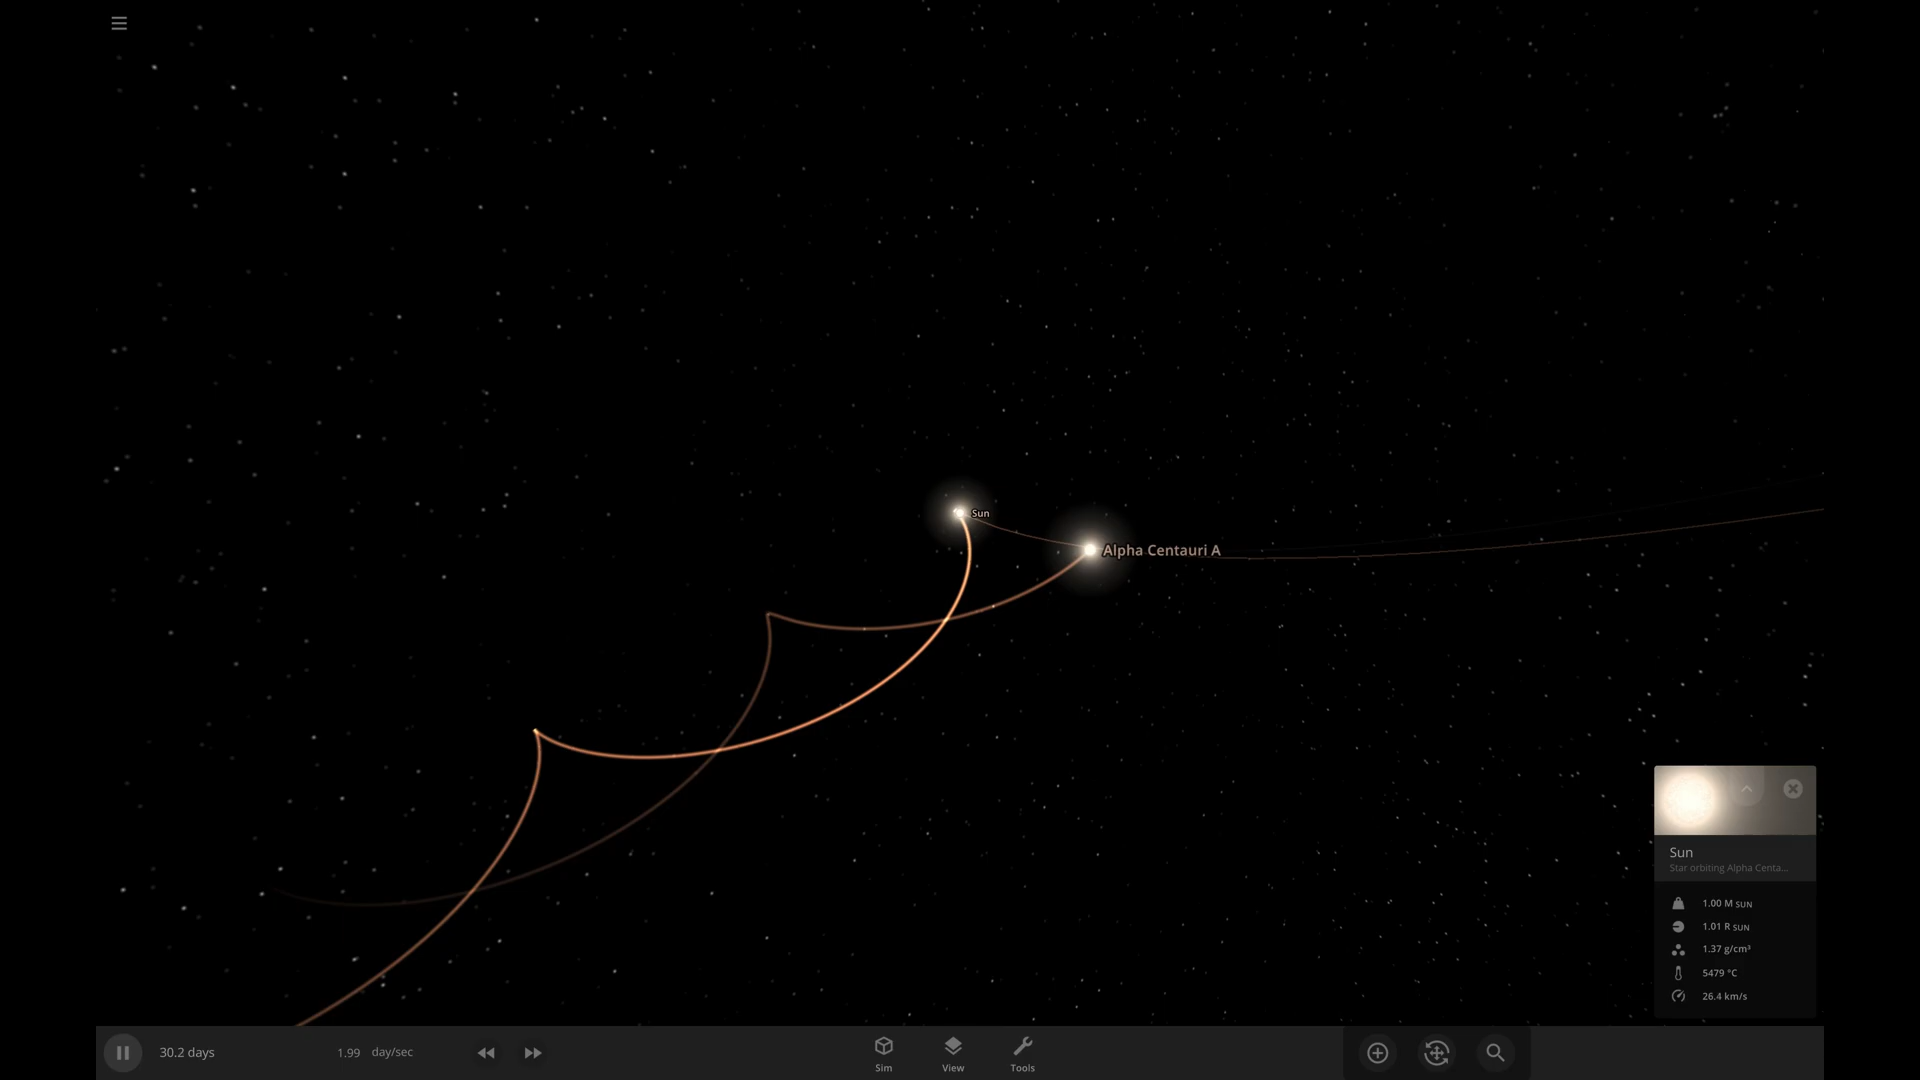 Sun
Alpha Centauri A
Sun
Star orbiting Alpha Centa...
1.00 M SUN
1.01 R SUN
1.37 g/cm³
5479 °C
26.4 km/s
30.2 days
1.99 day/sec
Sim
View
Tools